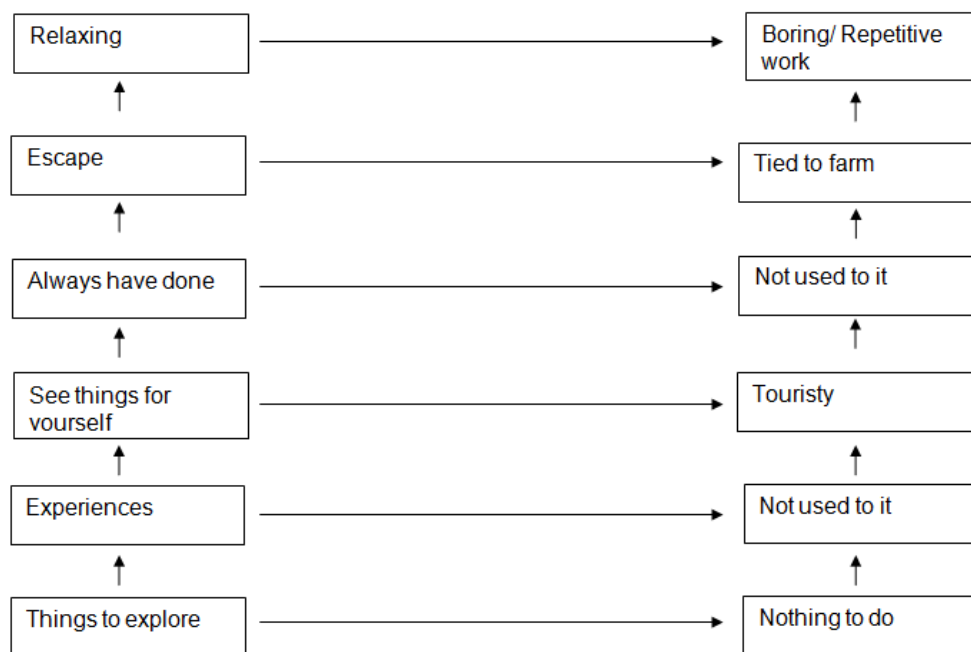 Relaxing
Boring/ Repetitive
work
Escape
Tied to farm
Always have done
Not used to it
See things for
yourself
Touristy
Experiences
Not used to it
Things to explore
Nothing to do